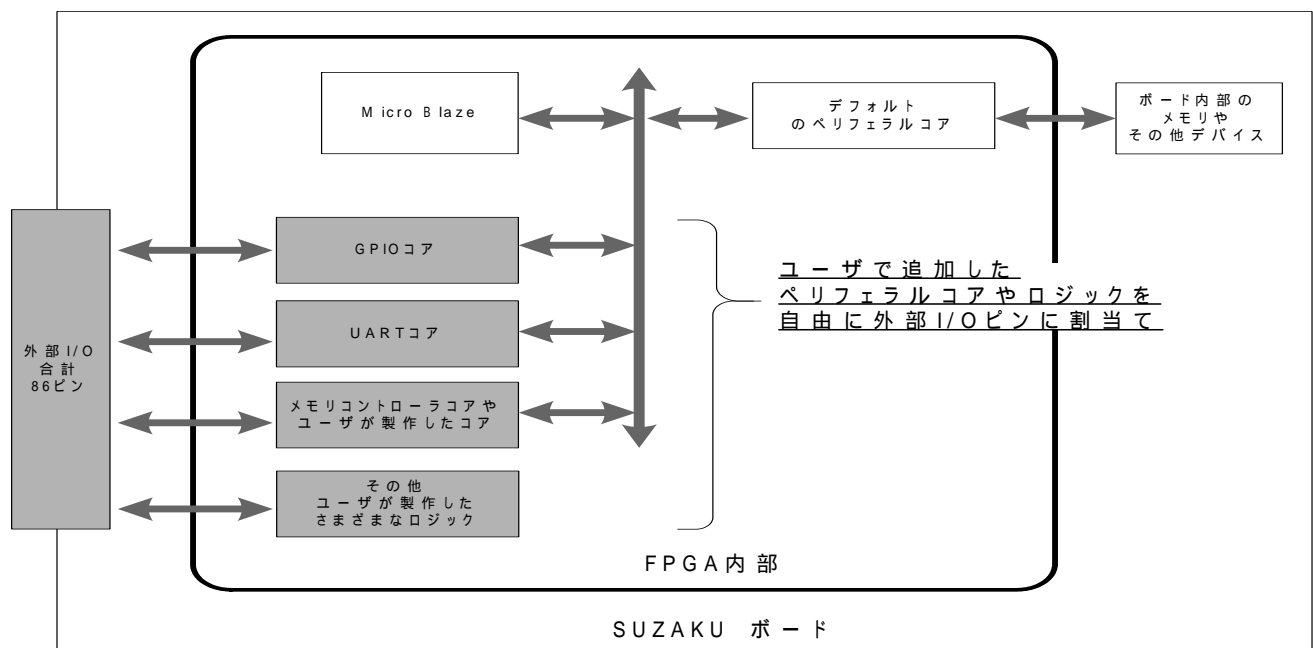 Micro Blaze
デフォルト
のペリフェラルコア
ボード内部の
メモリや
その他デバイス
外部I/O
合計
86ピン
GPIOコア
UARTコア
メモリコントローラコアや
ユーザが製作したコア
その他
ユーザが製作した
さまざまなロジック
ユーザで追加した
ペリフェラルコアやロジックを
自由に外部I/Oピンに割当て
FPGA内部
SUZAKU ボード